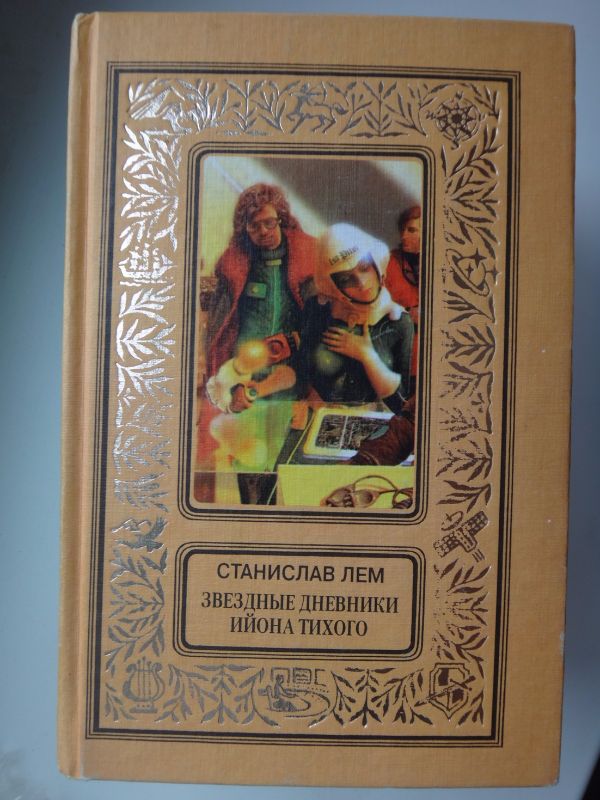 СТАНИСЛАВ ЛЕМ
ЗВЕЗДНЫЕ ДНЕВНИКИ
ИЙОНА ТИХОГО